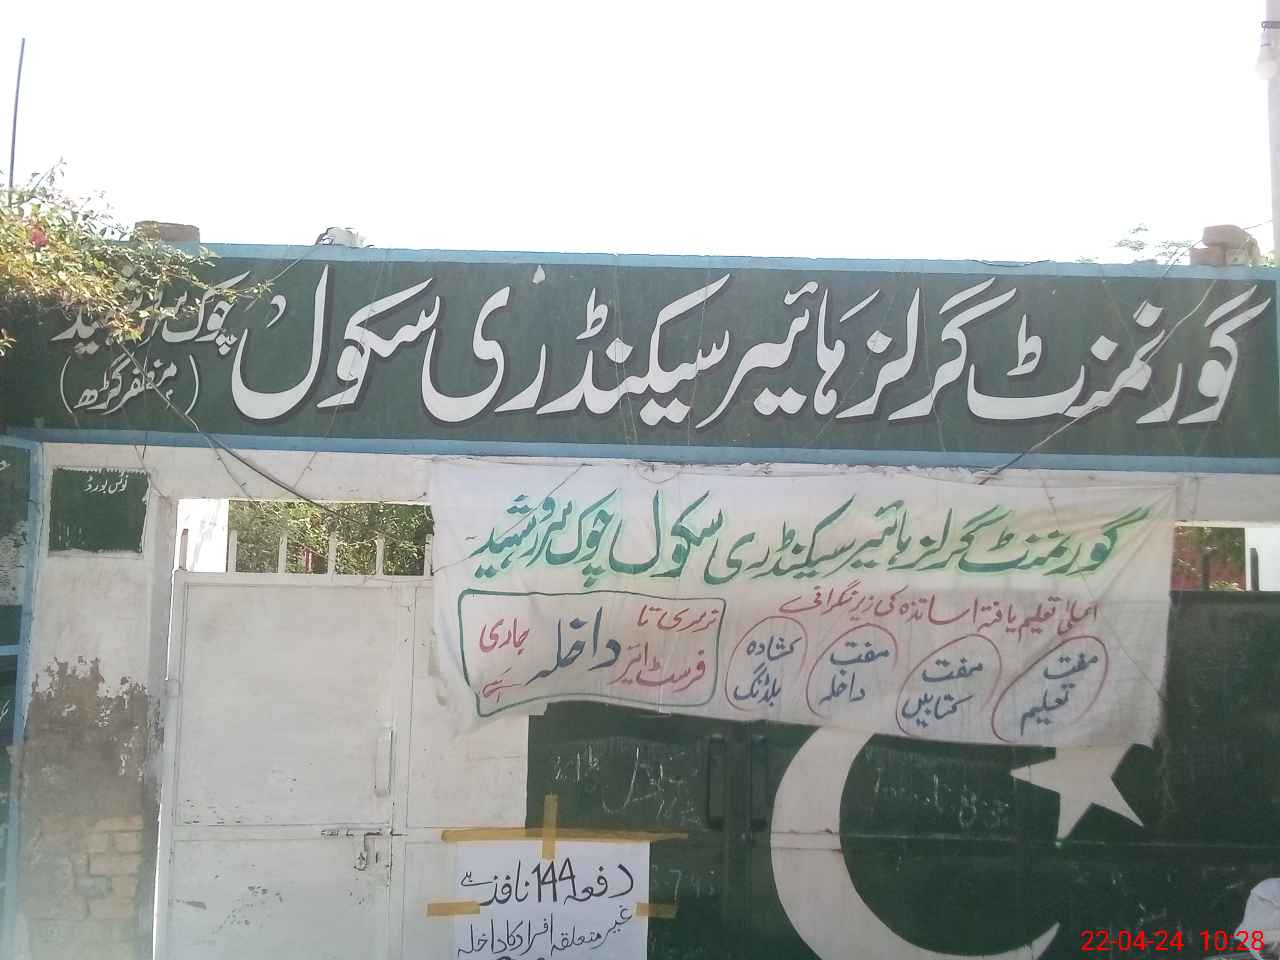 گورنمنٹ گرلز ہائیر سیکنڈری سکول چوک سرور شہید
(مظفر گڑھ)
نوٹس بورڈ
گورنمنٹ گرلز ہائیر سیکنڈری سکول چوک سرور شہید
اعلیٰ تعلیم یافتہ اساتذہ کی زیر نگرانی
مفت تعلیم
مفت کتابیں
مفت داخلہ
کشادہ بلڈنگ
نرسری تا
فرسٹ ائیر داخلہ جاری ہے
دفعہ 144 نافذ ہے
غیر متعلقہ افراد کا داخلہ
22-04-24 10:28